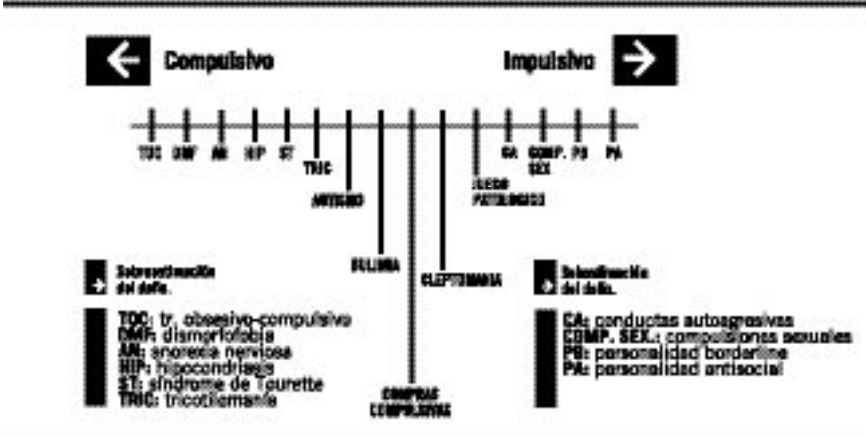 Compulsivo
Impulsivo
TOC DMF AN HIP ST
TRIC
AUTISMO
BULIMIA
COMPRAS
COMPULSIVAS
CLEPTOMANIA
JUEGO
PATOLOGICO
CA COMP. PB PA
SEX
Sobreestimación
del daño.
TOC: tr. obsesivo-compulsivo
DMF: dismorfofobia
AN: anorexia nerviosa
HIP: hipocondriasis
ST: síndrome de Tourette
TRIC: tricotilomanía
Subestimación
del daño.
CA: conductas autoagresivas
COMP. SEX.: compulsiones sexuales
PB: personalidad borderline
PA: personalidad antisocial